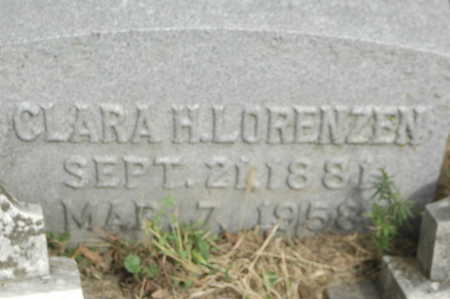 CLARA H. LORENZEN
SEPT. 21. 1881
MAR. 7, 1958